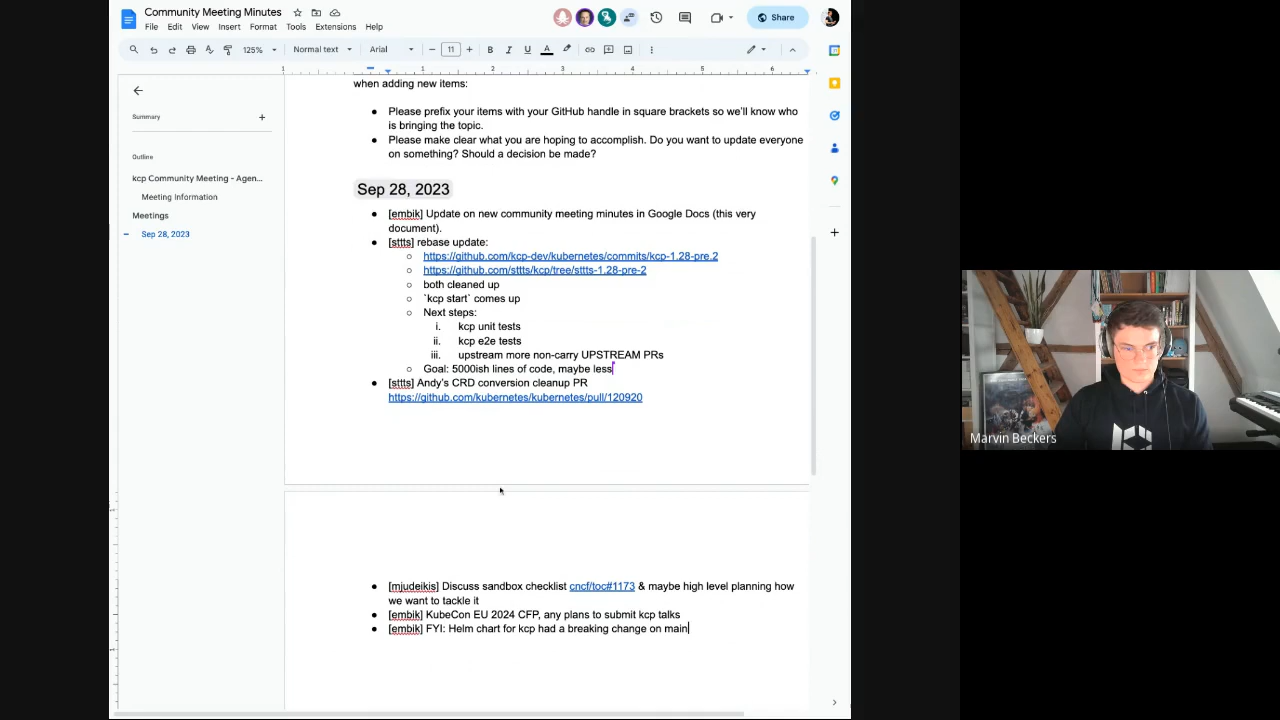 Community Meeting Minutes
File Edit View Insert Format Tools Extensions Help
Share
125% Normal text Arial 11
1 1 2 3 4 5 6
when adding new items:
Summary
Outline
kcp Community Meeting - Agen...
Meeting Information
Meetings
Sep 28, 2023
● Please prefix your items with your GitHub handle in square brackets so we'll know who
is bringing the topic.
● Please make clear what you are hoping to accomplish. Do you want to update everyone
on something? Should a decision be made?
Sep 28, 2023
● [embik] Update on new community meeting minutes in Google Docs (this very
document).
● [sttts] rebase update:
○ https://github.com/kcp-dev/kubernetes/commits/kcp-1.28-pre.2
○ https://github.com/sttts/kcp/tree/sttts-1.28-pre-2
○ both cleaned up
○ `kcp start` comes up
○ Next steps:
i. kcp unit tests
ii. kcp e2e tests
iii. upstream more non-carry UPSTREAM PRs
○ Goal: 5000ish lines of code, maybe less
● [sttts] Andy's CRD conversion cleanup PR
https://github.com/kubernetes/kubernetes/pull/120920
● [mjudeikis] Discuss sandbox checklist cncf/toc#1173 & maybe high level planning how
we want to tackle it
● [embik] KubeCon EU 2024 CFP, any plans to submit kcp talks
● [embik] FYI: Helm chart for kcp had a breaking change on main
Marvin Beckers